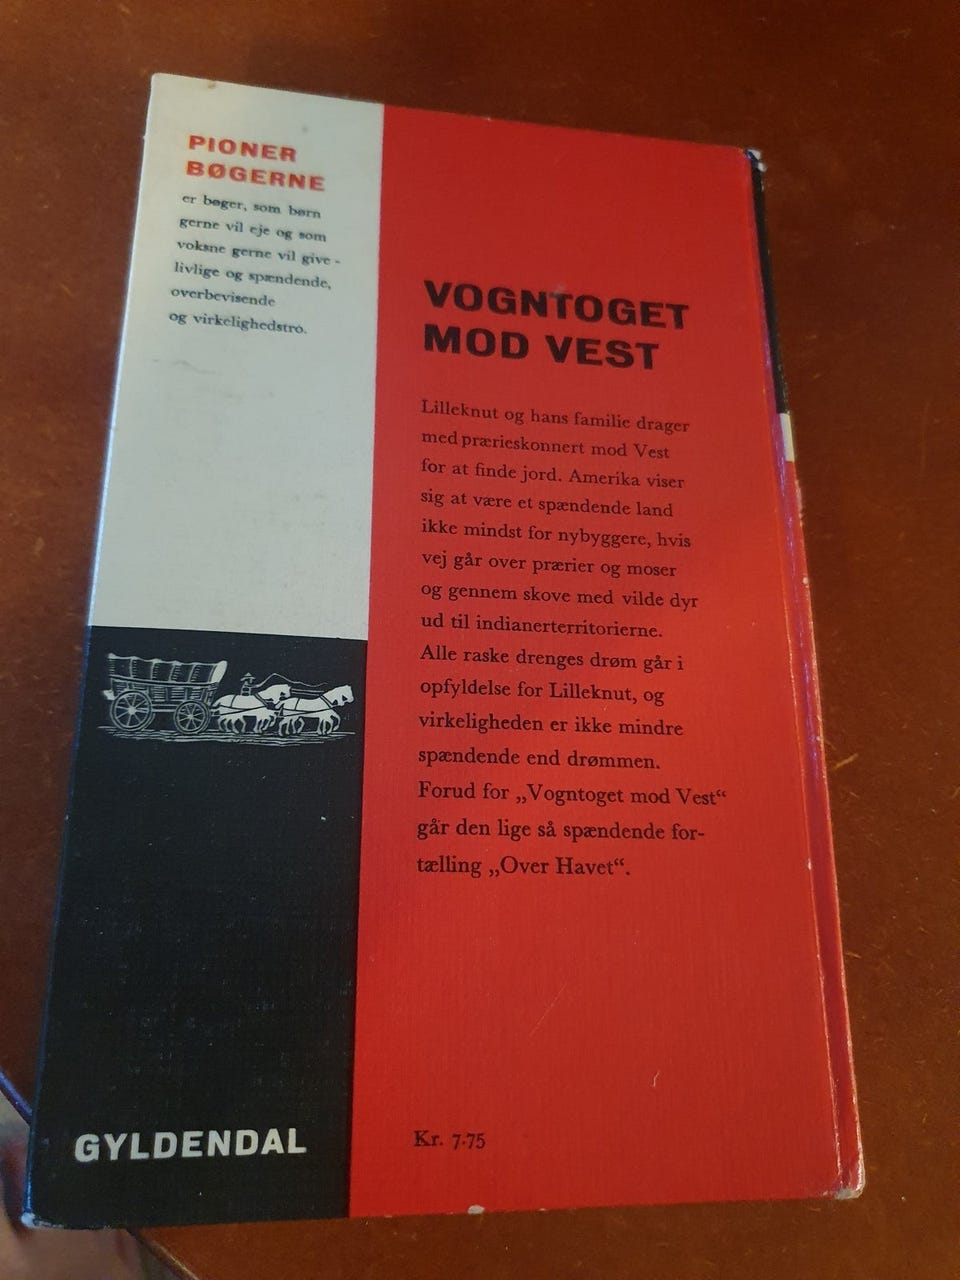 PIONER
BØGERNE
er bøger, som børn
gerne vil eje og som
voksne gerne vil give -
livlige og spændende,
overbevisende
og virkelighedstro.
VOGNTOGET
MOD VEST
Lilleknut og hans familie drager
med prærieskonnert mod Vest
for at finde jord. Amerika viser
sig at være et spændende land
ikke mindst for nybyggere, hvis
vej går over prærier og moser
og gennem skove med vilde dyr
ud til indianerterritorierne.
Alle raske drenges drøm går i
opfyldelse for Lilleknut, og
virkeligheden er ikke mindre
spændende end drømmen.
Forud for „Vogntoget mod Vest“
går den lige så spændende for-
tælling „Over Havet“.
GYLDENDAL
Kr. 7.75